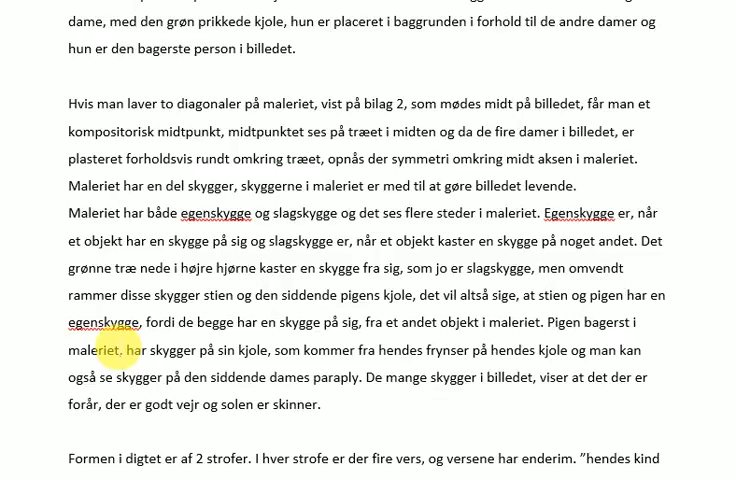 dame, med den grøn prikkede kjole, hun er placeret i baggrunden i forhold til de andre damer og
hun er den bagerste person i billedet.
Hvis man laver to diagonaler på maleriet, vist på bilag 2, som mødes midt på billedet, får man et
kompositorisk midtpunkt, midtpunktet ses på træet i midten og da de fire damer i billedet, er
plasteret forholdsvis rundt omkring træet, opnås der symmetri omkring midt aksen i maleriet.
Maleriet har en del skygger, skyggerne i maleriet er med til at gøre billedet levende.
Maleriet har både egenskygge og slagskygge og det ses flere steder i maleriet. Egenskygge er, når
et objekt har en skygge på sig og slagskygge er, når et objekt kaster en skygge på noget andet. Det
grønne træ nede i højre hjørne kaster en skygge fra sig, som jo er slagskygge, men omvendt
rammer disse skygger stien og den siddende pigens kjole, det vil altså sige, at stien og pigen har en
egenskygge, fordi de begge har en skygge på sig, fra et andet objekt i maleriet. Pigen bagerst i
maleriet, har skygger på sin kjole, som kommer fra hendes frynser på hendes kjole og man kan
også se skygger på den siddende dames paraply. De mange skygger i billedet, viser at det der er
forår, der er godt vejr og solen er skinner.
Formen i digtet er af 2 strofer. I hver strofe er der fire vers, og versene har enderim. ”hendes kind